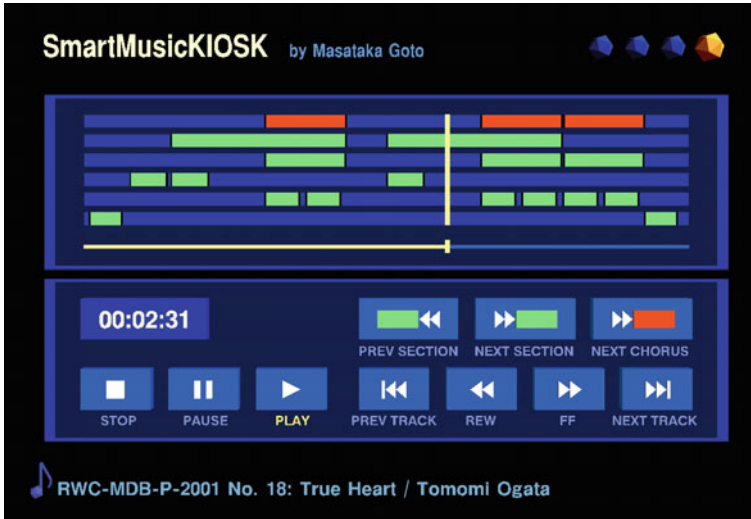 SmartMusicKIOSK by Masataka Goto
00:02:31
PREV SECTION NEXT SECTION NEXT CHORUS
STOP PAUSE PLAY PREV TRACK REW FF NEXT TRACK
RWC-MDB-P-2001 No. 18: True Heart / Tomomi Ogata